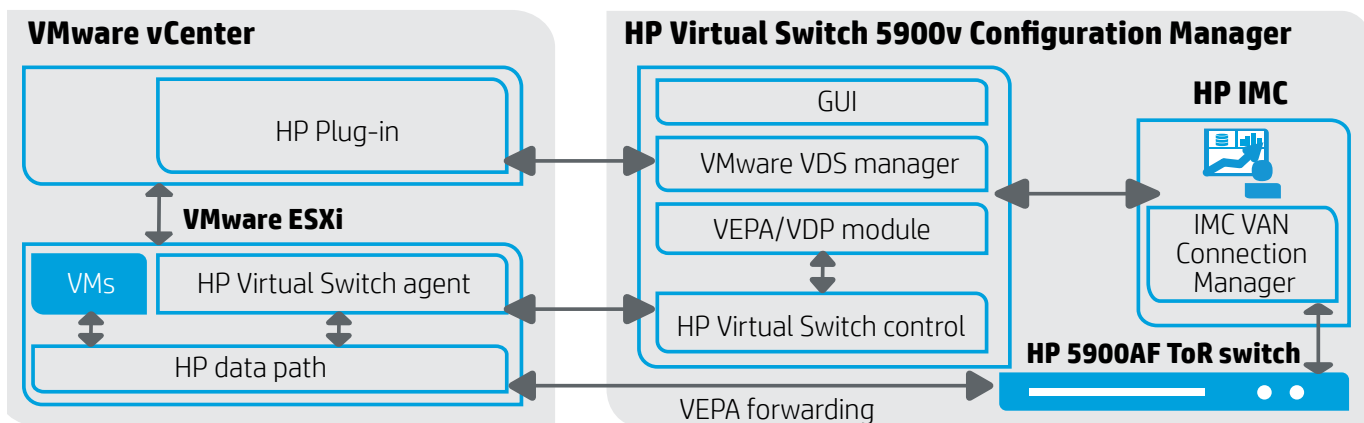 VMware vCenter
HP Plug-in
VMware ESXi
VMs
HP Virtual Switch agent
HP data path
HP Virtual Switch 5900v Configuration Manager
GUI
VMware VDS manager
VEPA/VDP module
HP Virtual Switch control
HP IMC
IMC VAN
Connection
Manager
HP 5900AF ToR switch
VEPA forwarding